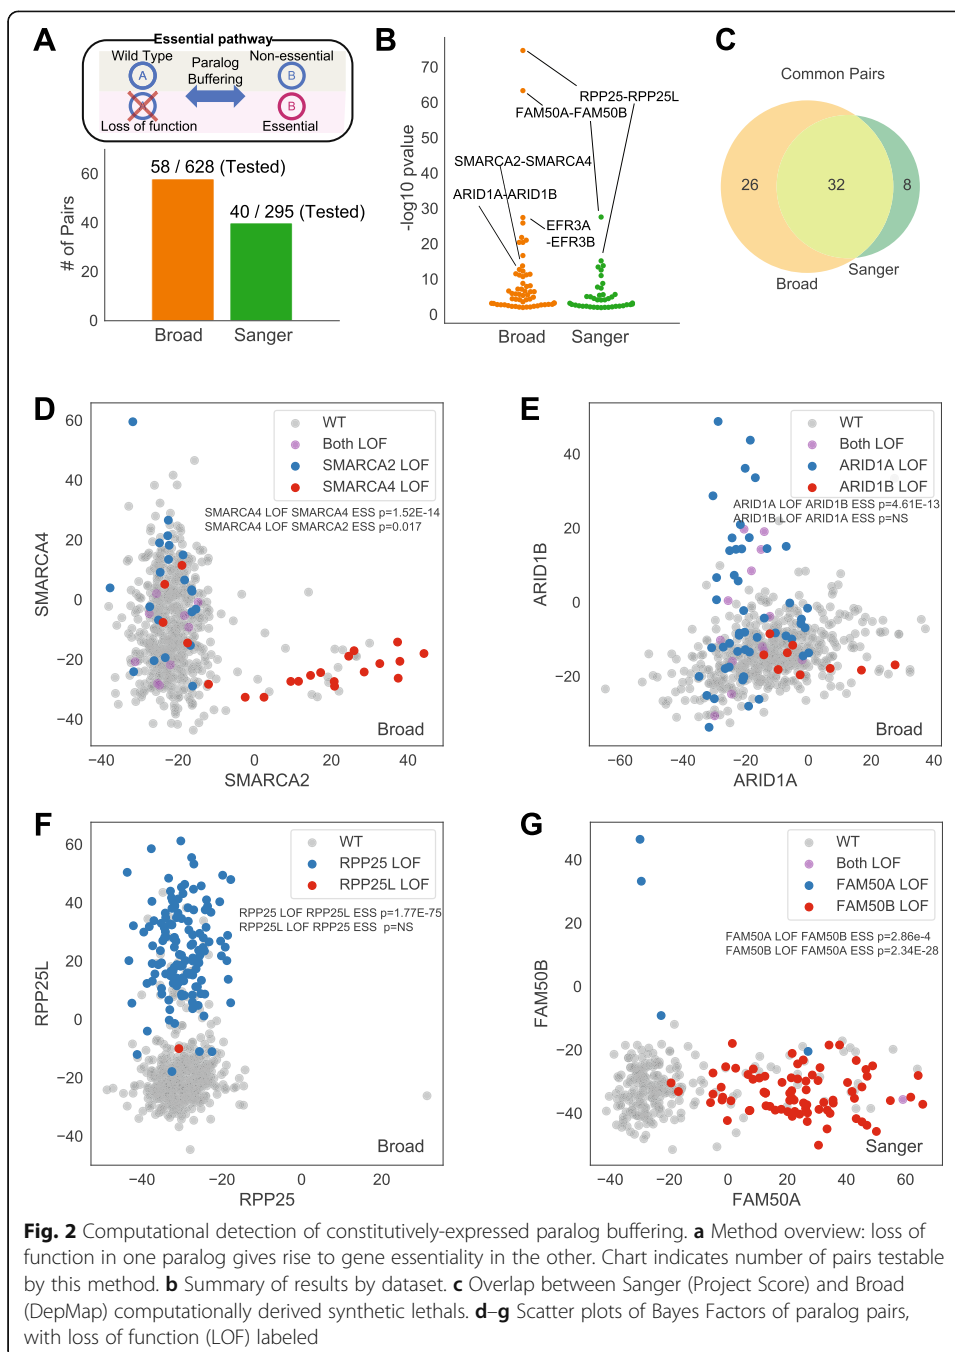 A
Essential pathway
Wild Type
Non-essential
A
Paralog
Buffering
B
A
B
Loss of function
Essential
58 / 628 (Tested)
40 / 295 (Tested)
# of Pairs
60
40
20
0
Broad
Sanger
B
-log10 pvalue
70
60
50
40
30
20
10
0
RPP25-RPP25L
FAM50A-FAM50B
SMARCA2-SMARCA4
ARID1A-ARID1B
EFR3A
-EFR3B
Broad
Sanger
C
Common Pairs
26
32
8
Sanger
Broad
D
WT
Both LOF
SMARCA2 LOF
SMARCA4 LOF
SMARCA4 LOF SMARCA4 ESS p=1.52E-14
SMARCA4 LOF SMARCA2 ESS p=0.017
SMARCA4
60
40
20
0
−20
−40
Broad
−40
−20
0
20
40
SMARCA2
E
WT
Both LOF
ARID1A LOF
ARID1B LOF
ARID1A LOF ARID1B ESS p=4.61E-13
ARID1B LOF ARID1A ESS p=NS
ARID1B
40
20
0
−20
Broad
−60
−40
−20
0
20
40
ARID1A
F
WT
RPP25 LOF
RPP25L LOF
RPP25 LOF RPP25L ESS p=1.77E-75
RPP25L LOF RPP25 ESS p=NS
RPP25L
60
40
20
0
−20
−40
Broad
−40
−20
0
20
RPP25
G
WT
Both LOF
FAM50A LOF
FAM50B LOF
FAM50A LOF FAM50B ESS p=2.86e-4
FAM50B LOF FAM50A ESS p=2.34E-28
FAM50B
40
20
0
−20
−40
Sanger
−40
−20
0
20
40
60
FAM50A
Fig. 2 Computational detection of constitutively-expressed paralog buffering. a Method overview: loss of
function in one paralog gives rise to gene essentiality in the other. Chart indicates number of pairs testable
by this method. b Summary of results by dataset. c Overlap between Sanger (Project Score) and Broad
(DepMap) computationally derived synthetic lethals. d–g Scatter plots of Bayes Factors of paralog pairs,
with loss of function (LOF) labeled